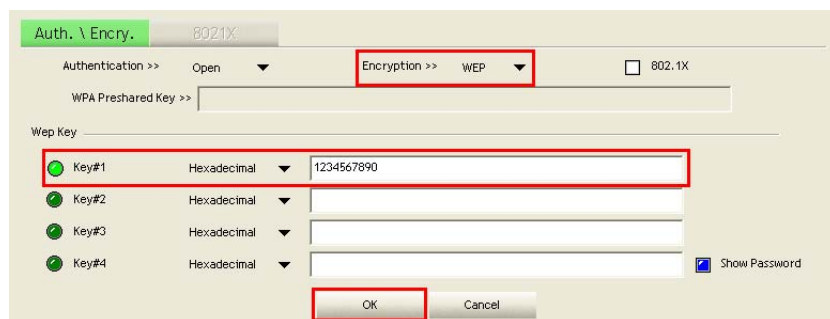 Auth. \ Encry. 8021X
Authentication >> Open Encryption >> WEP 802.1X
WPA Preshared Key >>
Wep Key
Key#1 Hexadecimal 1234567890
Key#2 Hexadecimal
Key#3 Hexadecimal
Key#4 Hexadecimal Show Password
OK Cancel